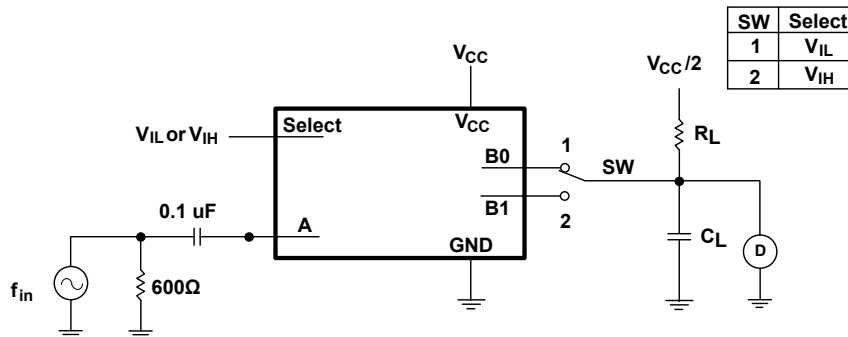 SW Select
1 VIL
2 VIH
VCC
VCC/2
Select
VCC
VIL or VIH
RL
B0
1
SW
B1
2
0.1 uF
A
GND
CL
D
fin
600Ω